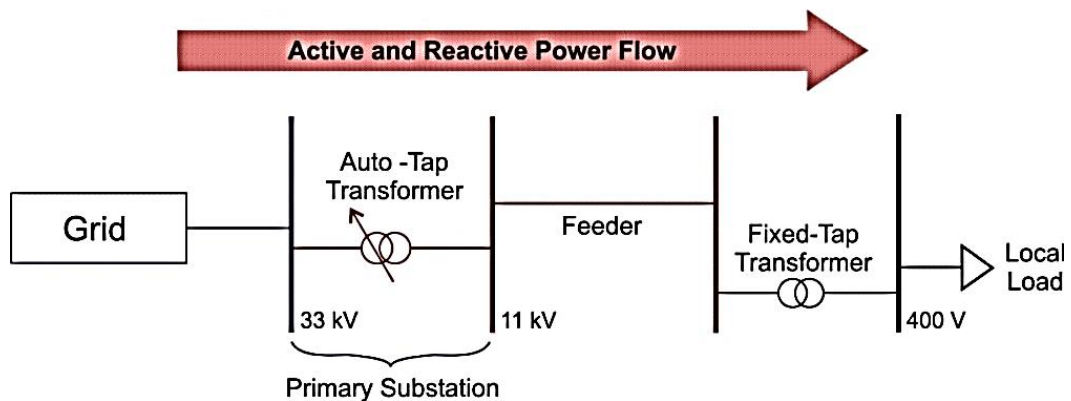 Active and Reactive Power Flow
Auto -Tap
Transformer
Grid
Feeder
Fixed-Tap
Transformer
Local
Load
33 kV
11 kV
400 V
Primary Substation